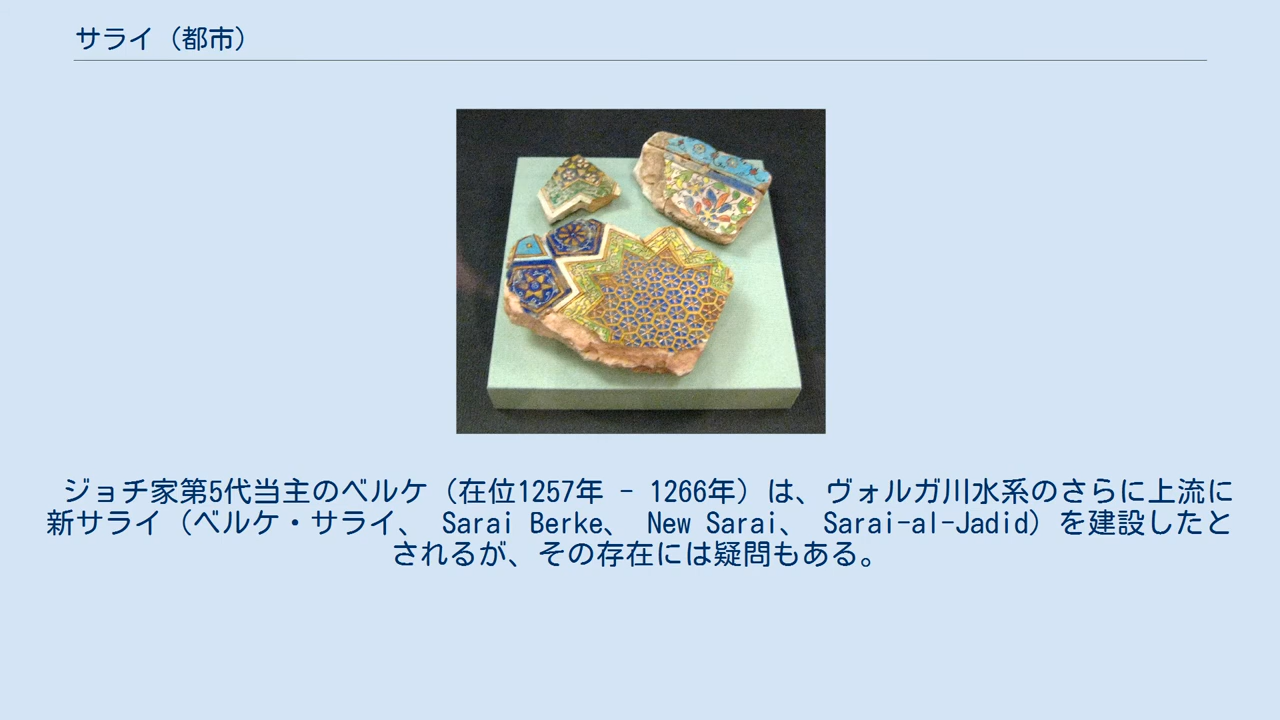 サライ（都市）
ジョチ家第5代当主のベルケ（在位1257年 - 1266年）は、ヴォルガ川水系のさらに上流に
新サライ（ベルケ・サライ、 Sarai Berke、 New Sarai、 Sarai-al-Jadid）を建設したと
されるが、その存在には疑問もある。